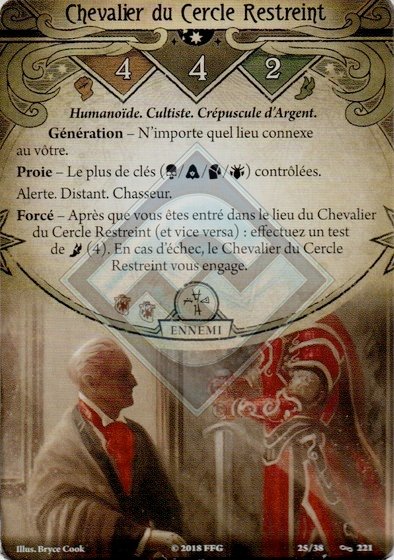 Chevalier du Cercle Restreint
4 4 2
Humanoïde. Cultiste. Crépuscule d'Argent.
Génération – N'importe quel lieu connexe
au vôtre.
Proie – Le plus de clés ( / / / ) contrôlées.
Alerte. Distant. Chasseur.
Forcé – Après que vous êtes entré dans le lieu du Chevalier
du Cercle Restreint (et vice versa) : effectuez un test
de (4). En cas d'échec, le Chevalier du Cercle
Restreint vous engage.
ENNEMI
Illus. Bryce Cook © 2018 FFG 25/38 221